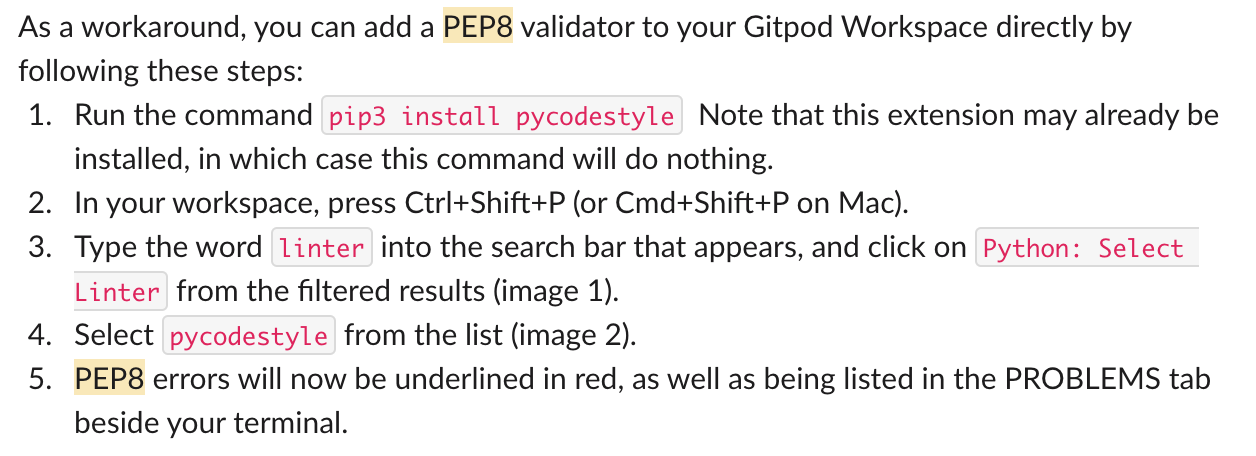 As a workaround, you can add a PEP8 validator to your Gitpod Workspace directly by
following these steps:
1. Run the command pip3 install pycodestyle Note that this extension may already be
installed, in which case this command will do nothing.
2. In your workspace, press Ctrl+Shift+P (or Cmd+Shift+P on Mac).
3. Type the word linter into the search bar that appears, and click on Python: Select
Linter from the filtered results (image 1).
4. Select pycodestyle from the list (image 2).
5. PEP8 errors will now be underlined in red, as well as being listed in the PROBLEMS tab
beside your terminal.